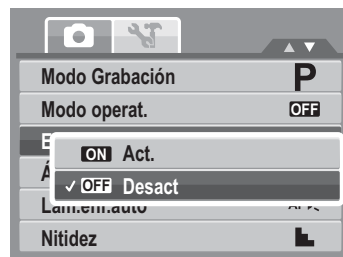 Modo Grabación P
Modo operat. OFF
ON Act.
✓ OFF Desact
Nitidez